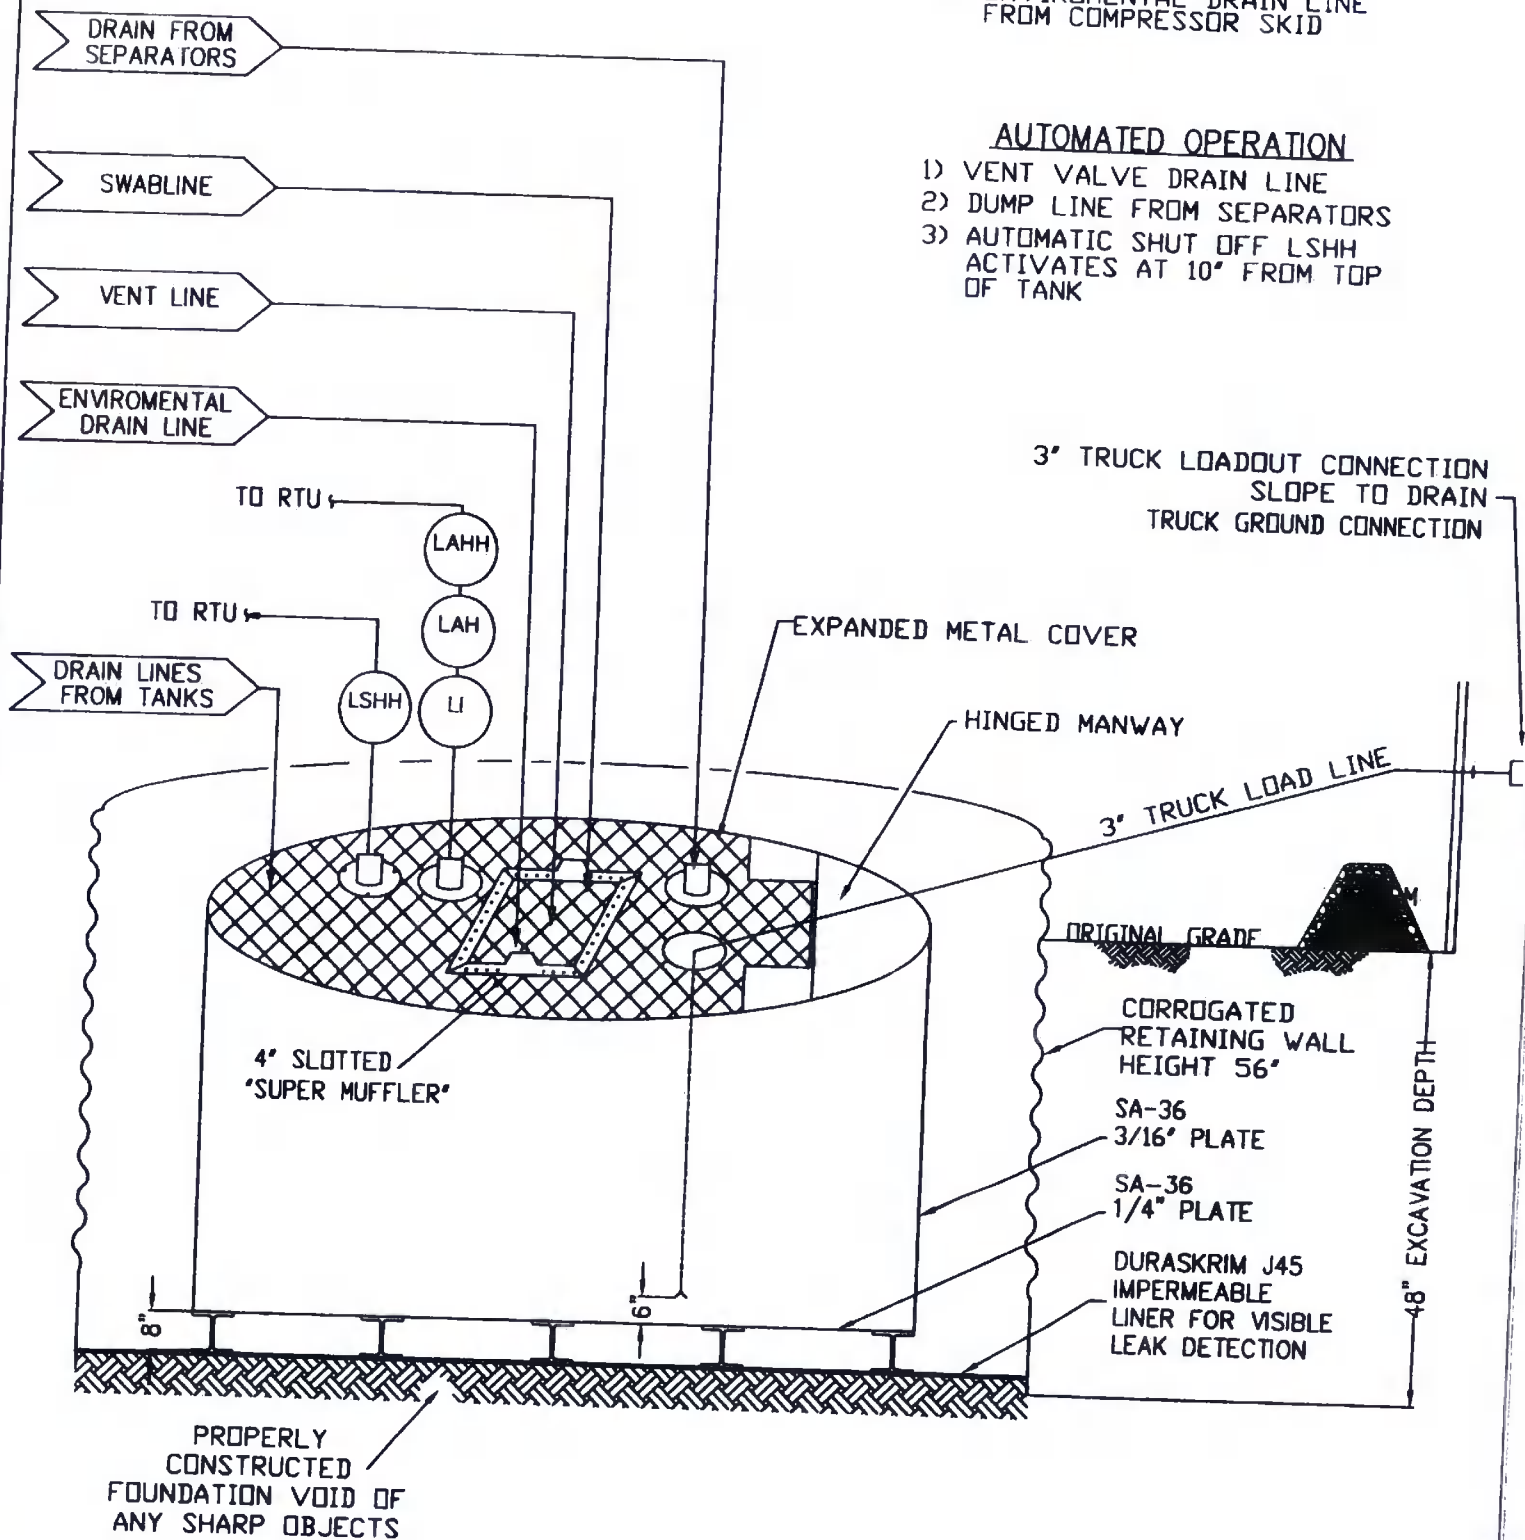 DRAIN LINE
FROM COMPRESSOR SKID
DRAIN FROM
SEPARATORS
AUTOMATED OPERATION
1) VENT VALVE DRAIN LINE
2) DUMP LINE FROM SEPARATORS
3) AUTOMATIC SHUT OFF LSHH
ACTIVATES AT 10" FROM TOP
OF TANK
SWABLINE
VENT LINE
ENVIROMENTAL
DRAIN LINE
3" TRUCK LOADOUT CONNECTION
SLOPE TO DRAIN
TRUCK GROUND CONNECTION
TO RTU
LAHH
TO RTU
LAH
EXPANDED METAL COVER
DRAIN LINES
FROM TANKS
LSHH
LI
HINGED MANWAY
3" TRUCK LOAD LINE
ORIGINAL GRADE
CORROGATED
RETAINING WALL
HEIGHT 56"
4" SLOTTED
"SUPER MUFFLER"
SA-36
3/16" PLATE
SA-36
1/4" PLATE
48" EXCAVATION DEPTH
DURASKRIM J45
IMPERMEABLE
LINER FOR VISIBLE
LEAK DETECTION
8"
6"
PROPERLY
CONSTRUCTED
FOUNDATION VOID OF
ANY SHARP OBJECTS